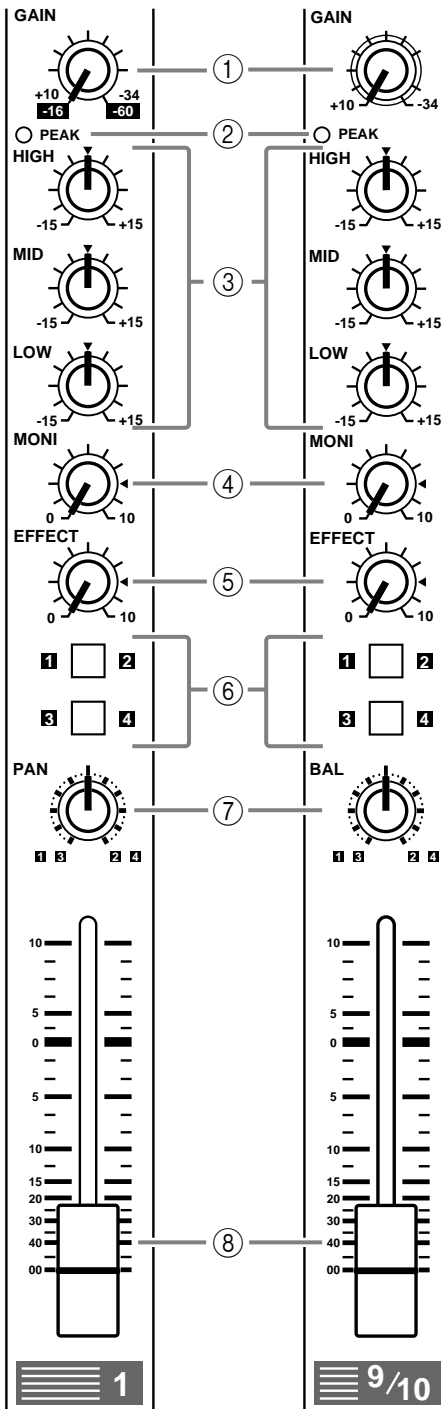 GAIN GAIN
1
+10 -34 +10 -34
-16 -60
PEAK 2 PEAK
HIGH HIGH
-15 +15 -15 +15
MID MID
3
-15 +15 -15 +15
LOW LOW
-15 +15 -15 +15
MONI MONI
4
0 10 0 10
EFFECT EFFECT
5
0 10 0 10
1 2 1 2
6
3 4 3 4
PAN BAL
7
1 3 2 4 1 3 2 4
10 10
5 5
0 0
5 5
10 10
15 15
20 20
30 30
40 8 40
00 00
1 9/10